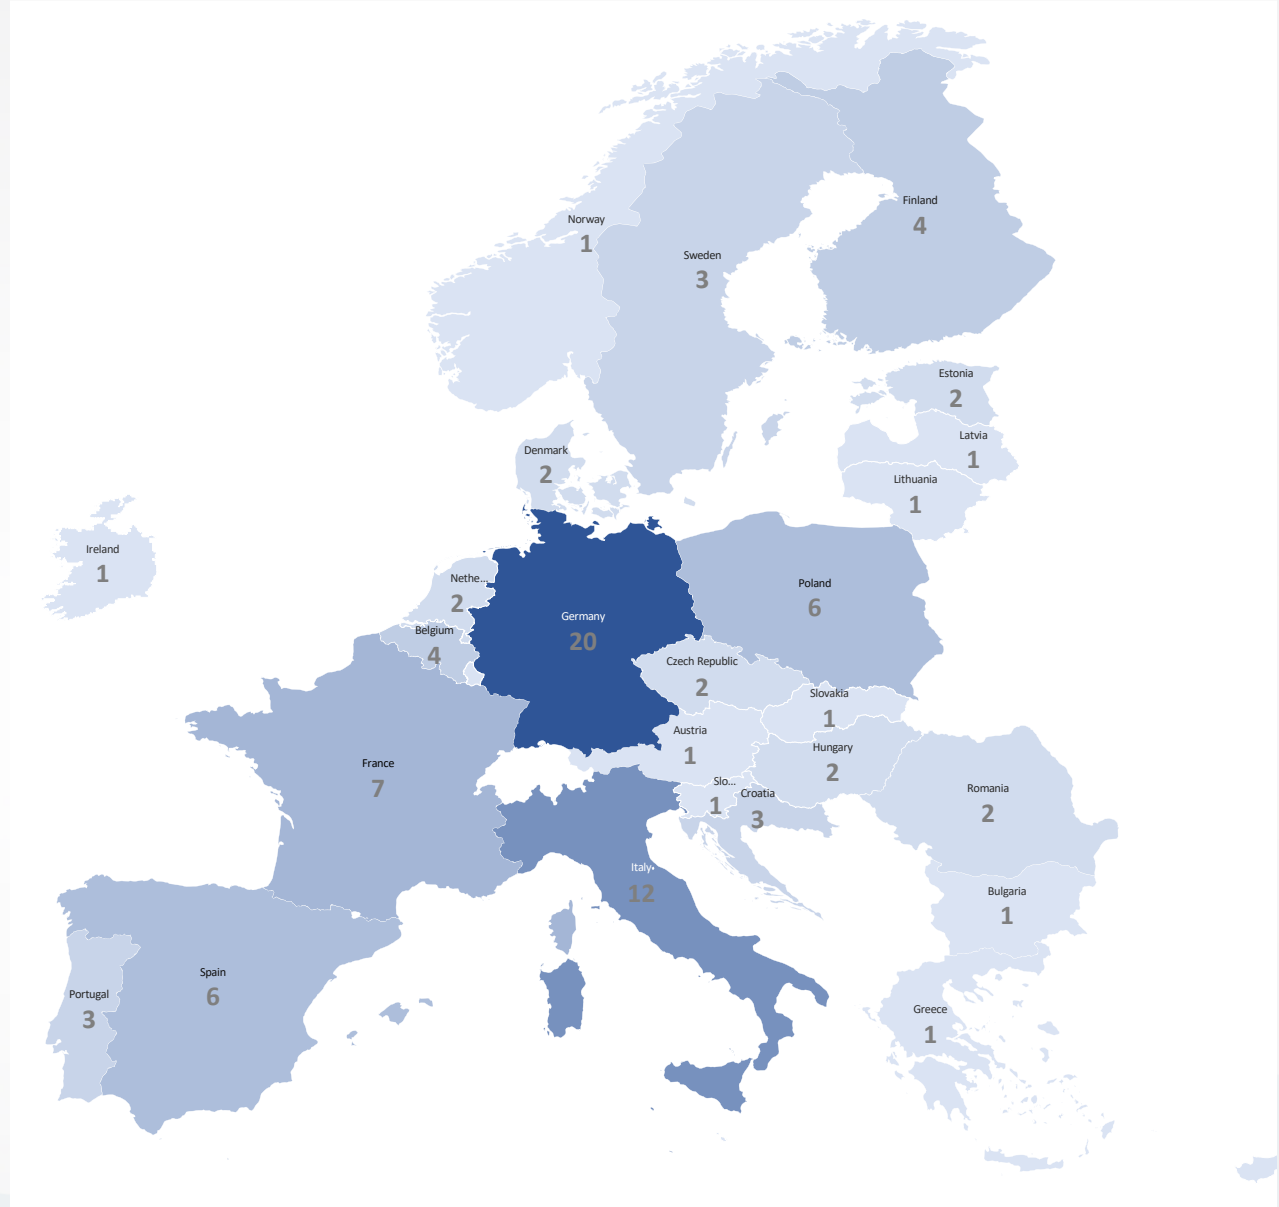 Norway
1
Finland
4
Sweden
3
Estonia
2
Latvia
1
Lithuania
1
Denmark
2
Ireland
1
Nethe...
2
Belgium
4
Germany
20
Poland
6
Czech Republic
2
Slovakia
1
Austria
1
Hungary
2
France
7
Slo...
1
Croatia
3
Romania
2
Italy
12
Bulgaria
1
Spain
6
Portugal
3
Greece
1